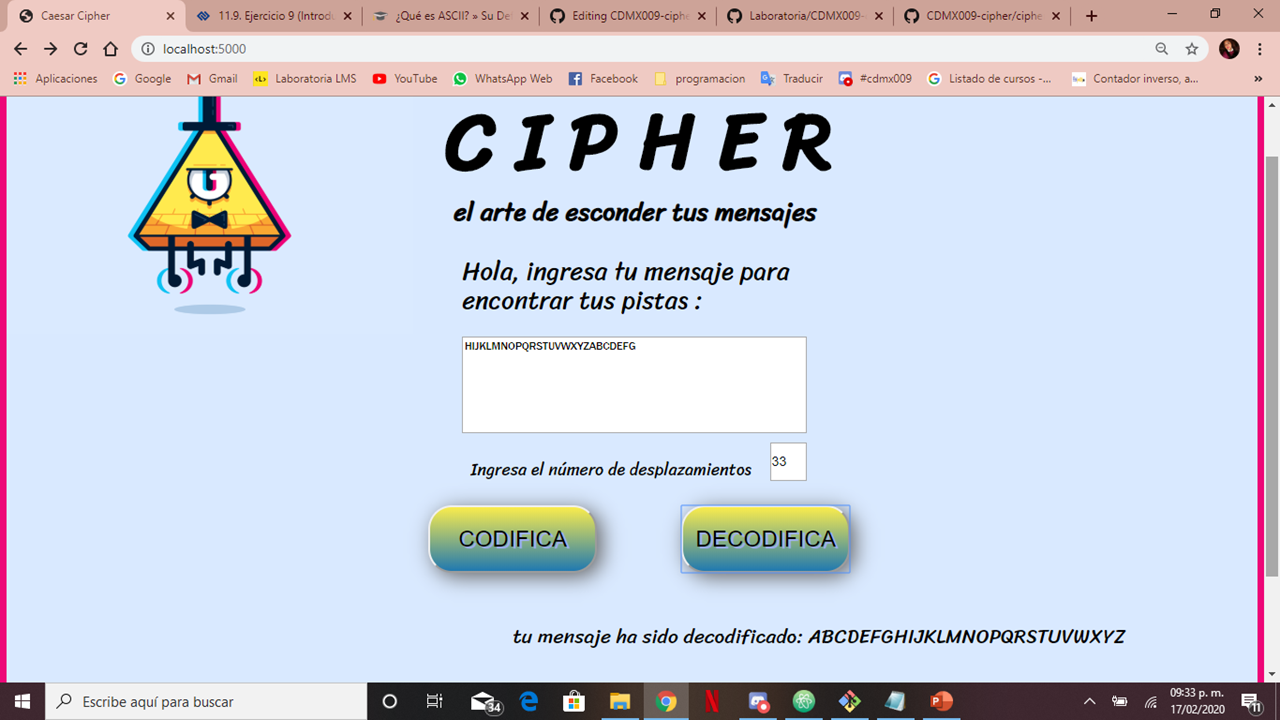 Caesar Cipher
11.9. Ejercicio 9 (Introdu
¿Qué es ASCII? » Su De
Editing CDMX009-ciphe
Laboratoria/CDMX009-
CDMX009-cipher/ciphe
localhost:5000
Aplicaciones
Google
Gmail
Laboratoria LMS
YouTube
WhatsApp Web
Facebook
programacion
Traducir
#cdmx009
Listado de cursos -...
Contador inverso, a...
»
CIPHER
el arte de esconder tus mensajes
Hola, ingresa tu mensaje para
encontrar tus pistas :
HIJKLMNOPQRSTUVWXYZABCDEFG
Ingresa el número de desplazamientos
33
CODIFICA
DECODIFICA
tu mensaje ha sido decodificado: ABCDEFGHIJKLMNOPQRSTUVWXYZ
Escribe aquí para buscar
34
09:33 p. m.
17/02/2020
11